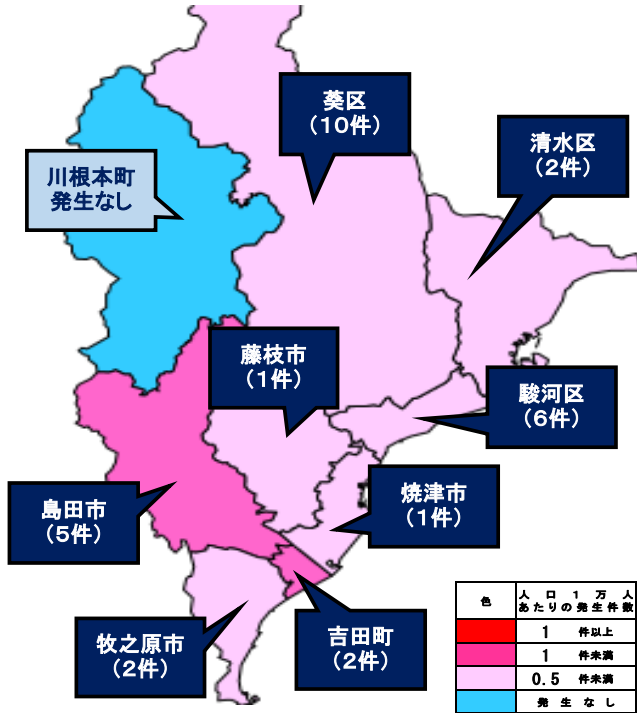 葵区
（10件）
清水区
（2件）
川根本町
発生なし
藤枝市
（1件）
駿河区
（6件）
焼津市
（1件）
島田市
（5件）
牧之原市
（2件）
吉田町
（2件）
色
人口1万人
あたりの発生件数
1 件以上
1 件未満
0.5 件未満
発生なし